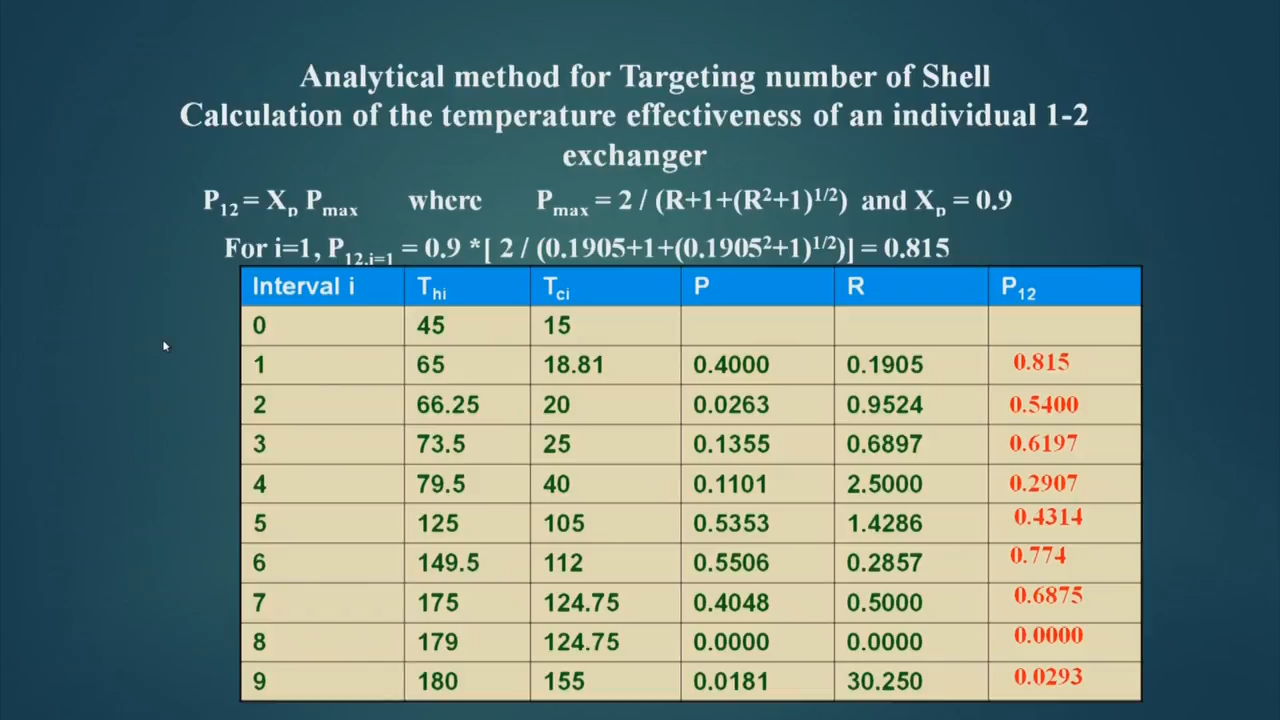 Analytical method for Targeting number of Shell
Calculation of the temperature effectiveness of an individual 1-2
exchanger
P₁₂ = Xₚ Pₘₐₓ where Pₘₐₓ = 2 / (R+1+(R²+1)¹/²) and Xₚ = 0.9
For i=1, P₁₂,ᵢ₌₁ = 0.9 *[ 2 / (0.1905+1+(0.1905²+1)¹/²)] = 0.815
Interval i Tₕᵢ T꜀ᵢ P R P₁₂
0 45 15
1 65 18.81 0.4000 0.1905 0.815
2 66.25 20 0.0263 0.9524 0.5400
3 73.5 25 0.1355 0.6897 0.6197
4 79.5 40 0.1101 2.5000 0.2907
5 125 105 0.5353 1.4286 0.4314
6 149.5 112 0.5506 0.2857 0.774
7 175 124.75 0.4048 0.5000 0.6875
8 179 124.75 0.0000 0.0000 0.0000
9 180 155 0.0181 30.250 0.0293